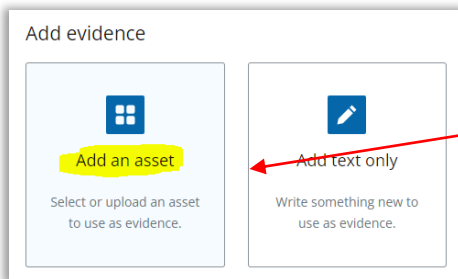 Add evidence
Add an asset
Select or upload an asset
to use as evidence.
Add text only
Write something new to
use as evidence.